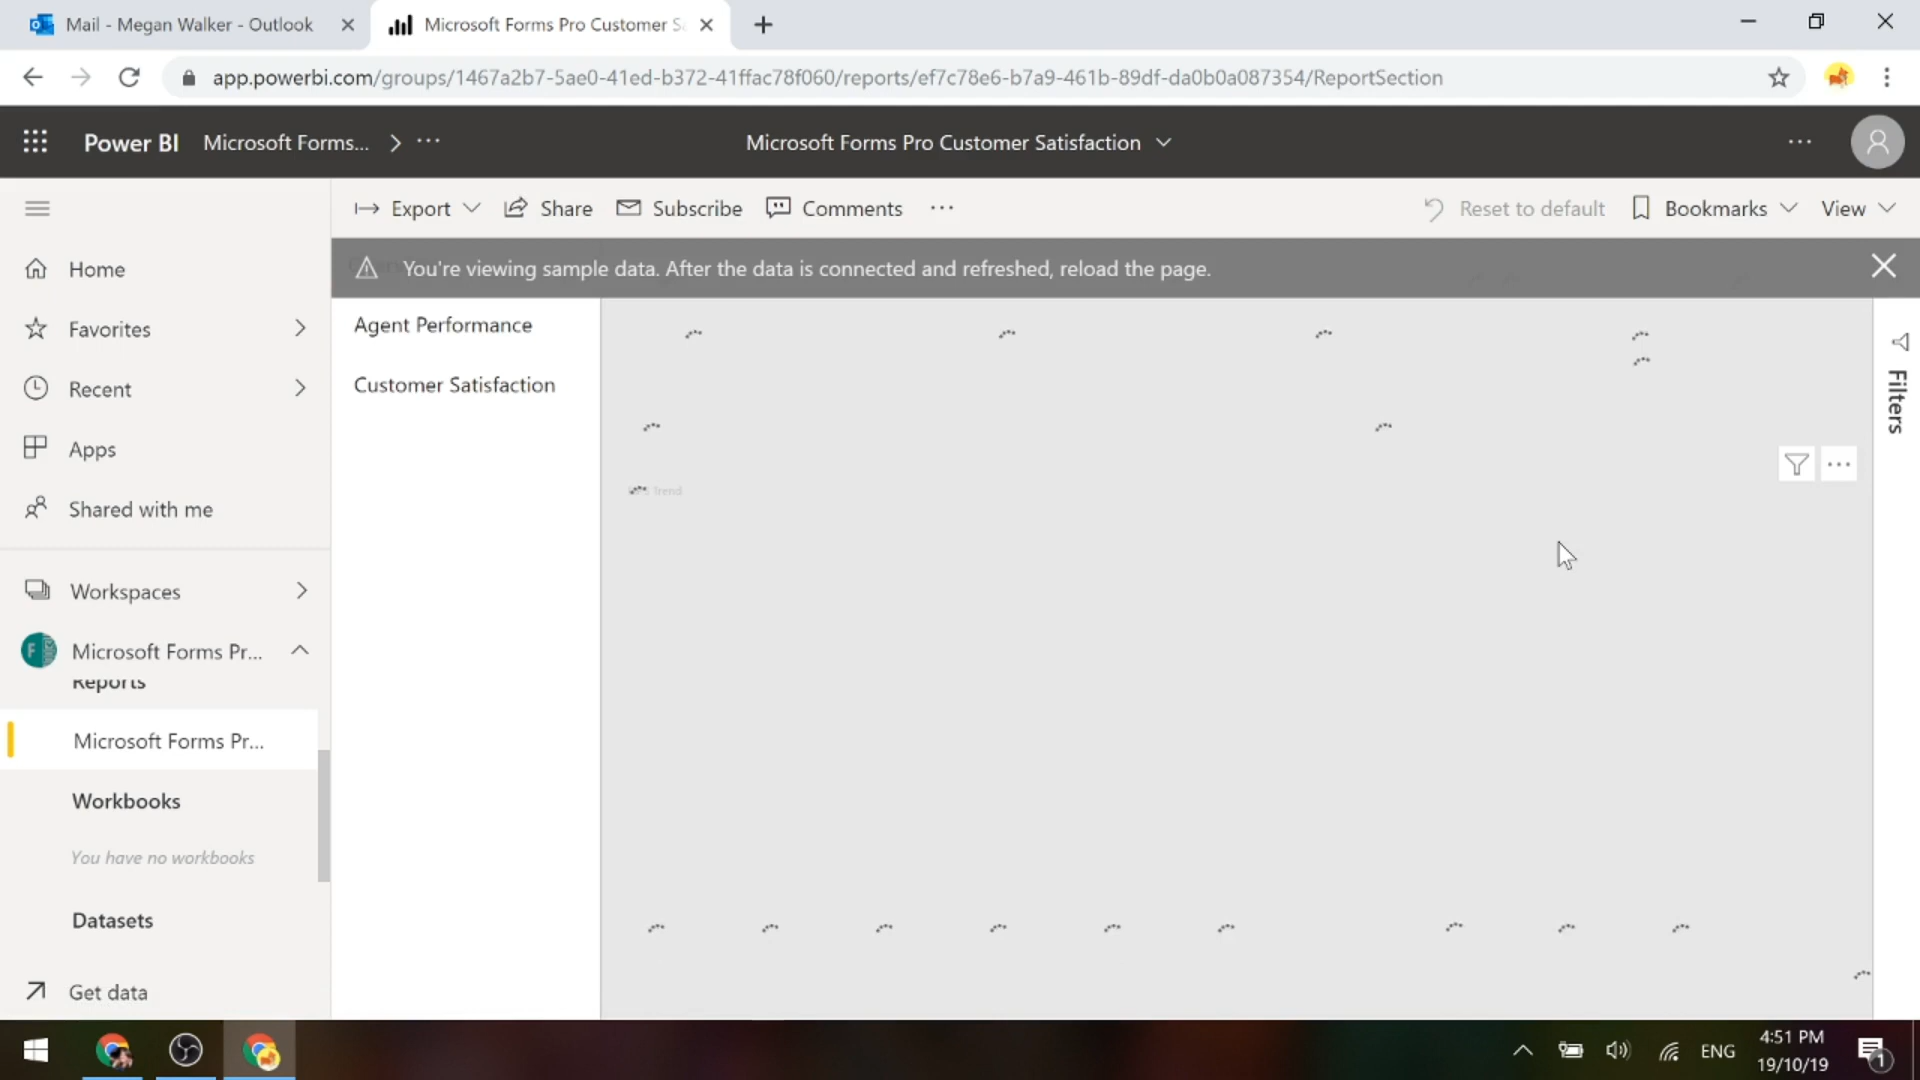 Mail - Megan Walker - Outlook
Microsoft Forms Pro Customer S
app.powerbi.com/groups/1467a2b7-5ae0-41ed-b372-41ffac78f060/reports/ef7c78e6-b7a9-461b-89df-da0b0a087354/ReportSection
Power BI
Microsoft Forms...
Microsoft Forms Pro Customer Satisfaction
Export
Share
Subscribe
Comments
Reset to default
Bookmarks
View
You're viewing sample data. After the data is connected and refreshed, reload the page.
Home
Favorites
Recent
Apps
Shared with me
Workspaces
F
Microsoft Forms Pr...
Reports
Microsoft Forms Pr...
Workbooks
You have no workbooks
Datasets
Get data
Agent Performance
Customer Satisfaction
Trend
Filters
ENG
4:51 PM
19/10/19
1